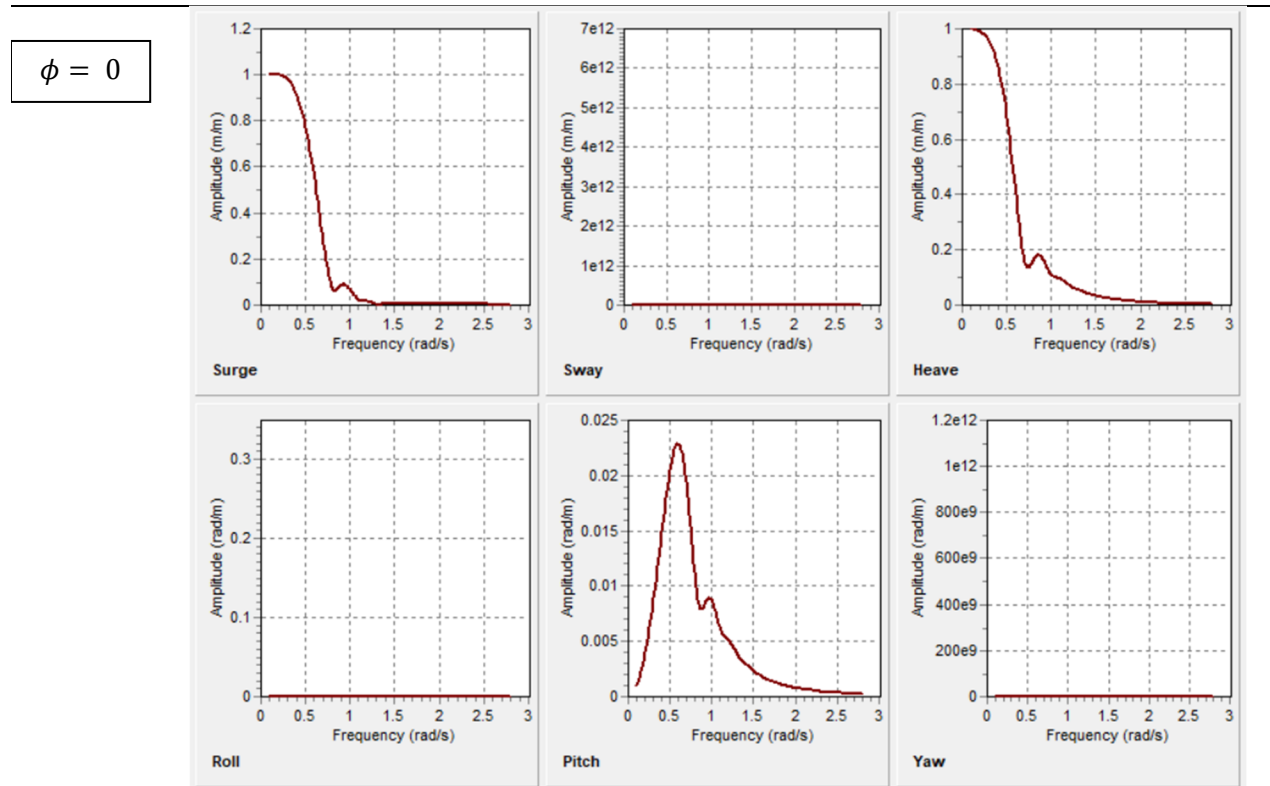 ϕ = 0
1.2
1
0.8
0.6
0.4
0.2
0
Amplitude (m/m)
0 0.5 1 1.5 2 2.5 3
Frequency (rad/s)
Surge
7e12
6e12
5e12
4e12
3e12
2e12
1e12
0
Amplitude (m/m)
0 0.5 1 1.5 2 2.5 3
Frequency (rad/s)
Sway
1
0.8
0.6
0.4
0.2
0
Amplitude (m/m)
0 0.5 1 1.5 2 2.5 3
Frequency (rad/s)
Heave
0.3
0.2
0.1
0
Amplitude (rad/m)
0 0.5 1 1.5 2 2.5 3
Frequency (rad/s)
Roll
0.025
0.02
0.015
0.01
0.005
0
Amplitude (rad/m)
0 0.5 1 1.5 2 2.5 3
Frequency (rad/s)
Pitch
1.2e12
1e12
800e9
600e9
400e9
200e9
0
Amplitude (rad/m)
0 0.5 1 1.5 2 2.5 3
Frequency (rad/s)
Yaw